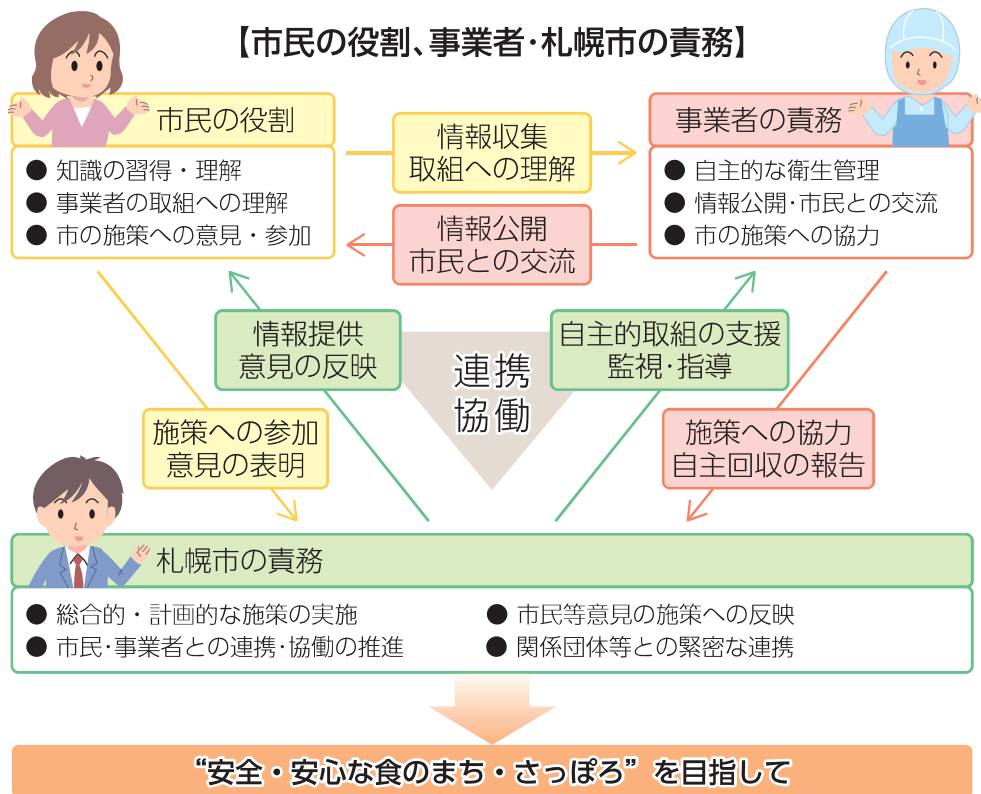 【市民の役割、事業者・札幌市の責務】
市民の役割
● 知識の習得・理解
● 事業者の取組への理解
● 市の施策への意見・参加
情報収集
取組への理解
情報公開
市民との交流
事業者の責務
● 自主的な衛生管理
● 情報公開・市民との交流
● 市の施策への協力
情報提供
意見の反映
連携
協働
自主的取組の支援
監視・指導
施策への参加
意見の表明
施策への協力
自主回収の報告
札幌市の責務
● 総合的・計画的な施策の実施
● 市民・事業者との連携・協働の推進
● 市民等意見の施策への反映
● 関係団体等との緊密な連携
“安全・安心な食のまち・さっぽろ”を目指して